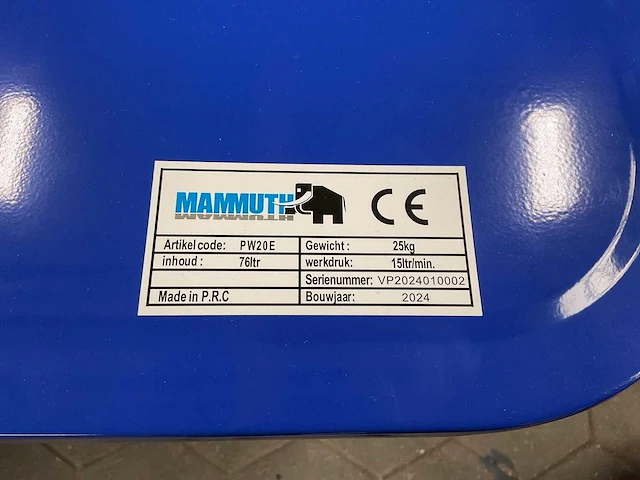 MAMMUTH CE
Artikel code: PW20E Gewicht: 25kg
inhoud: 76ltr werkdruk: 15ltr/min.
Serienummer: VP2024010002
Made in P.R.C Bouwjaar: 2024